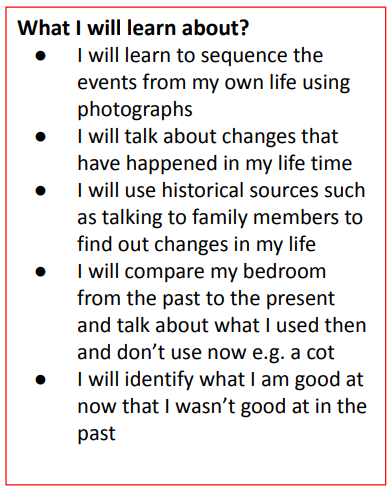 What I will learn about?
● I will learn to sequence the
events from my own life using
photographs
● I will talk about changes that
have happened in my life time
● I will use historical sources such
as talking to family members to
find out changes in my life
● I will compare my bedroom
from the past to the present
and talk about what I used then
and don’t use now e.g. a cot
● I will identify what I am good at
now that I wasn’t good at in the
past